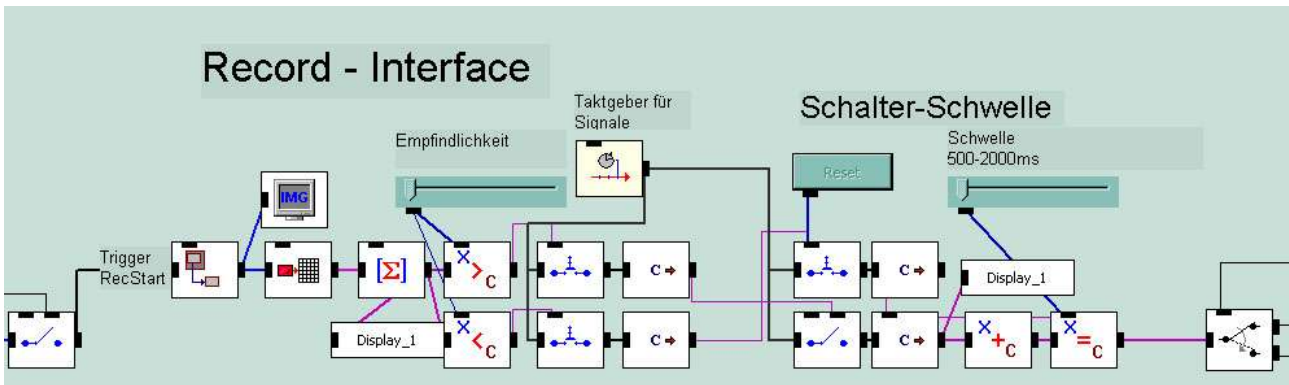 Record - Interface
Taktgeber für
Signale
Schalter-Schwelle
Empfindlichkeit
Schwelle
500-2000ms
Reset
IMG
Trigger
RecStart
[Σ]
X > C
C ⇒
C ⇒
Display_1
Display_1
X < C
C ⇒
C ⇒
X + C
X = C